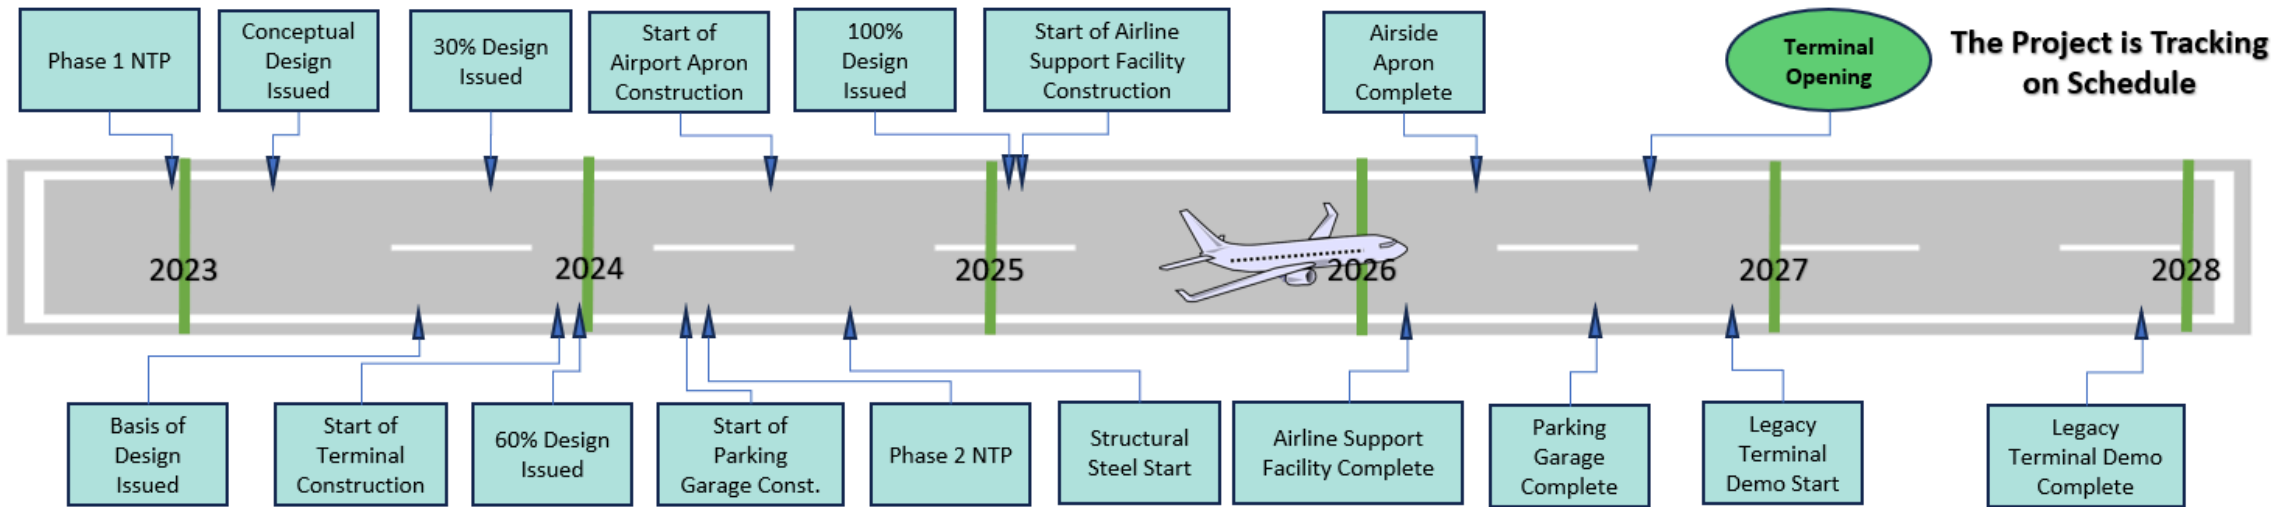 Phase 1 NTP
Conceptual
Design
Issued
30% Design
Issued
Start of
Airport Apron
Construction
100%
Design
Issued
Start of Airline
Support Facility
Construction
Airside
Apron
Complete
Terminal
Opening
The Project is Tracking
on Schedule
2023
2024
2025
2026
2027
2028
Basis of
Design
Issued
Start of
Terminal
Construction
60% Design
Issued
Start of
Parking
Garage Const.
Phase 2 NTP
Structural
Steel Start
Airline Support
Facility Complete
Parking
Garage
Complete
Legacy
Terminal
Demo Start
Legacy
Terminal Demo
Complete